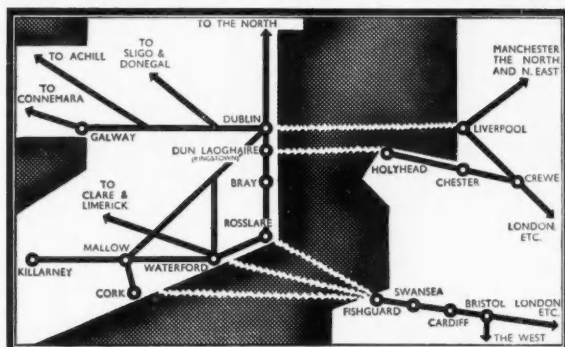 TO THE NORTH
TO ACHILL
TO
SLIGO &
DONEGAL
TO
CONNEMARA
GALWAY
DUBLIN
DUN LAOGHAIRE
(KINGSTOWN)
BRAY
ROSSLARE
TO
CLARE &
LIMERICK
MALLOW
KILLARNEY
WATERFORD
CORK
MANCHESTER
THE NORTH
AND N. EAST
LIVERPOOL
HOLYHEAD
CHESTER
CREWE
LONDON,
ETC.
FISHGUARD
SWANSEA
CARDIFF
BRISTOL
LONDON
ETC.
THE WEST